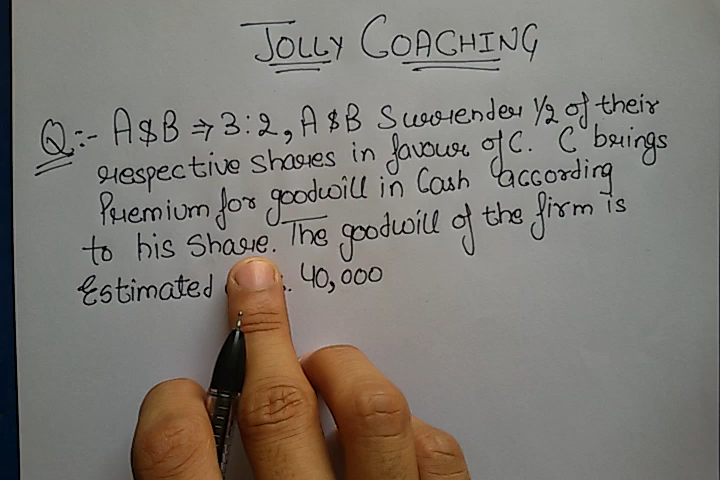 JOLLY COACHING
Q:- A&B ⇒ 3:2, A&B Surrender 1/2 of their
respective shares in favour of C. C brings
Premium for goodwill in Cash according
to his Share. The goodwill of the firm is
Estimated 40,000